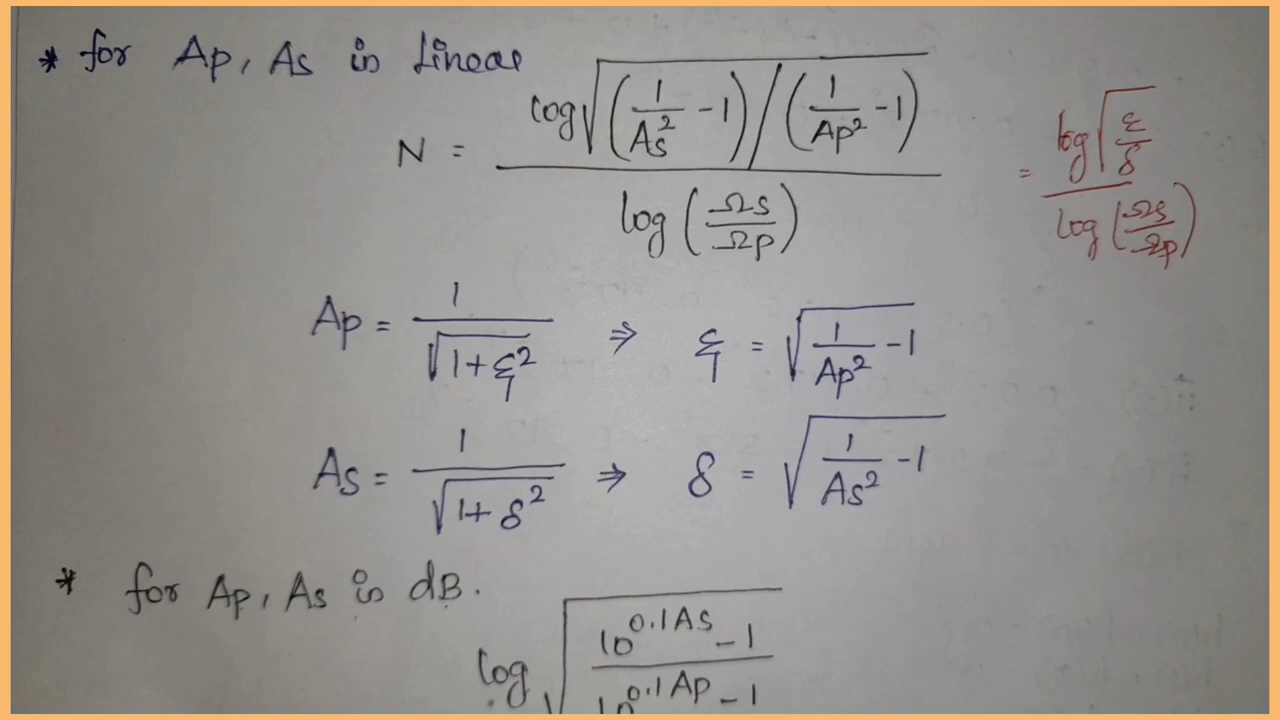 * for Ap, As in Linear
N = log√((1/As² -1)/(1/Ap² -1)) / log(Ωs/Ωp) = log√(ε/δ) / log(Ωs/Ωp)
Ap = 1/√(1+ε²) ⇒ ε = √(1/Ap² -1)
As = 1/√(1+δ²) ⇒ δ = √(1/As² -1)
* for Ap, As in dB.
log √((10^0.1As -1)/(10^0.1Ap -1))